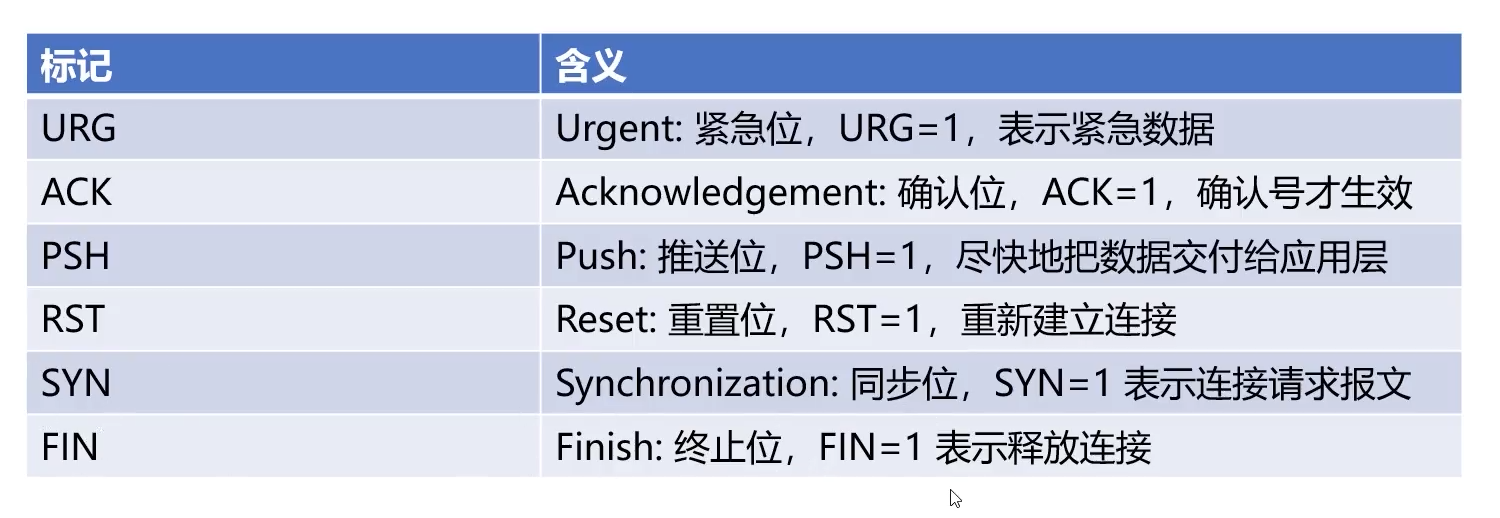 标记 含义
URG Urgent: 紧急位，URG=1，表示紧急数据
ACK Acknowledgement: 确认位，ACK=1，确认号才生效
PSH Push: 推送位，PSH=1，尽快地把数据交付给应用层
RST Reset: 重置位，RST=1，重新建立连接
SYN Synchronization: 同步位，SYN=1 表示连接请求报文
FIN Finish: 终止位，FIN=1 表示释放连接